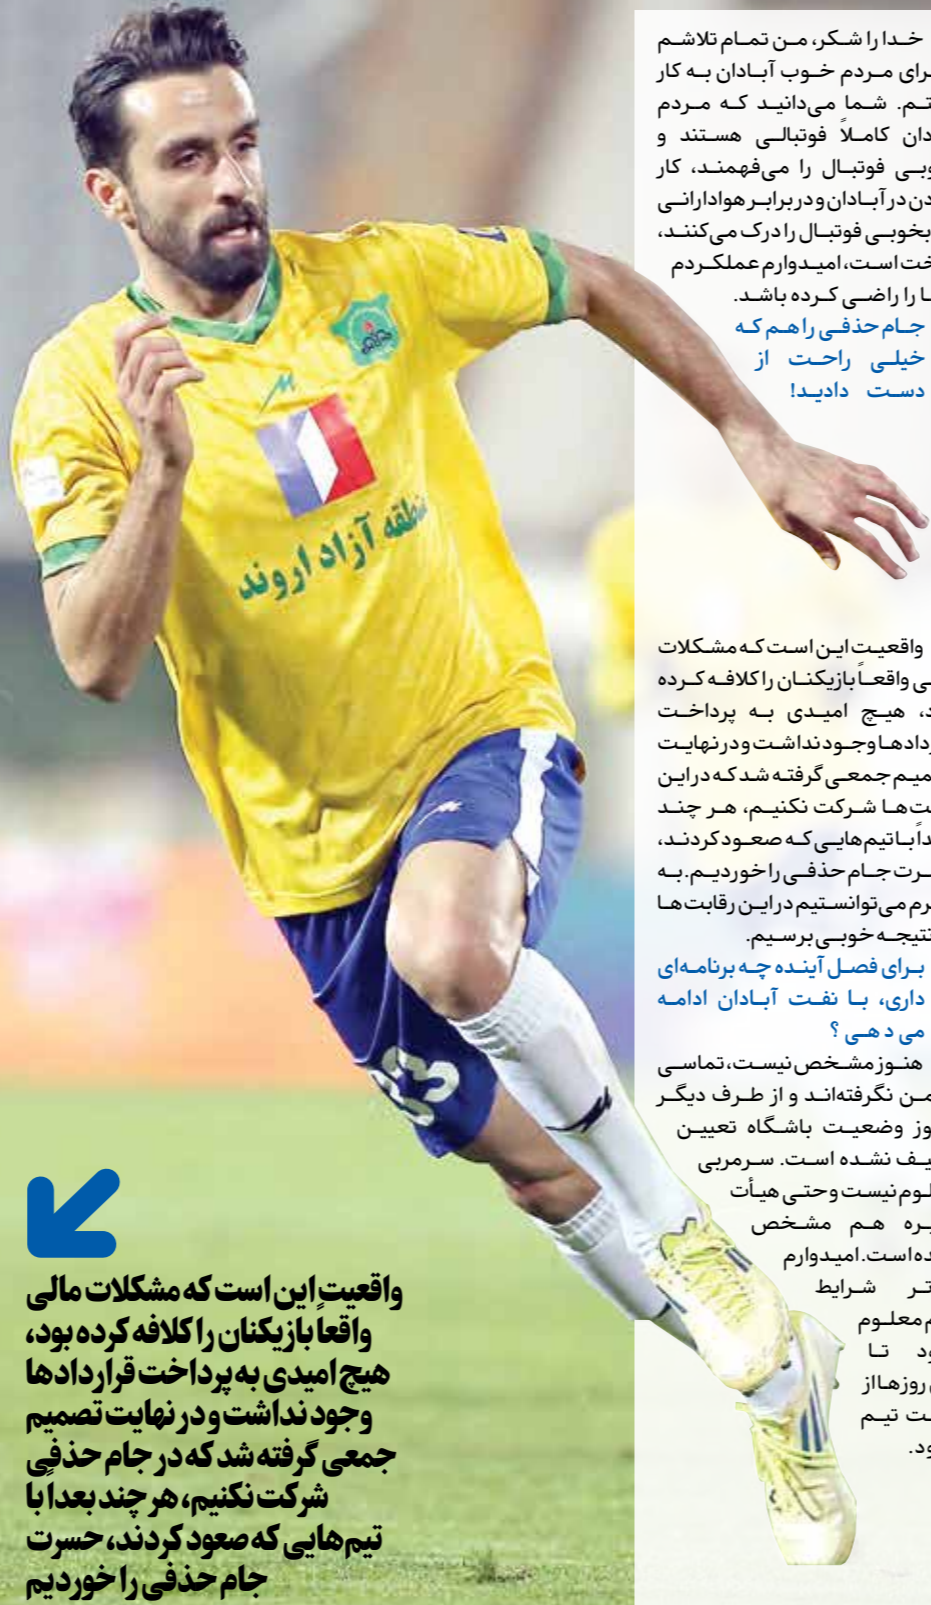 خدا را شکر، من تمام تلاشم
رای مردم خوب آبادان به کار
تم. شما می‌دانید که مردم
دان کاملاً فوتبالی هستند و
وبی فوتبال را می‌فهمند، کار
دن در آبادان و در برابر هوادارانی
بخوبی فوتبال را درک می‌کنند،
خت است، امیدوارم عملکردم
ا را راضی کرده باشد.
جام حذفی را هم که
خیلی راحت از
دست دادید!
واقعیت این است که مشکلات
ی واقعاً بازیکنان را کلافه کرده
د، هیچ امیدی به پرداخت
ردادها وجود نداشت و در نهایت
میم جمعی گرفته شد که در این
ت‌ها شرکت نکنیم، هر چند
داً با تیم‌هایی که صعود کردند،
رت جام حذفی را خوردیم. به
رم می‌توانستیم در این رقابت‌ها
نتیجه خوبی برسیم.
برای فصل آینده چه برنامه‌ای
داری، با نفت آبادان ادامه
می دهی؟
هنوز مشخص نیست، تماسی
من نگرفته‌اند و از طرف دیگر
وز وضعیت باشگاه تعیین
یف نشده است. سرمربی
لوم نیست و حتی هیأت
یره هم مشخص
ده است. امیدوارم
تر شرایط
م معلوم
ود تا
ن روزها از
ت تیم
ود.
منطقه آزاد اروند
واقعیت این است که مشکلات مالی
واقعا بازیکنان را کلافه کرده بود،
هیچ امیدی به پرداخت قراردادها
وجود نداشت و در نهایت تصمیم
جمعی گرفته شد که در جام حذفی
شرکت نکنیم، هر چند بعداً با
تیم‌هایی که صعود کردند، حسرت
جام حذفی را خوردیم